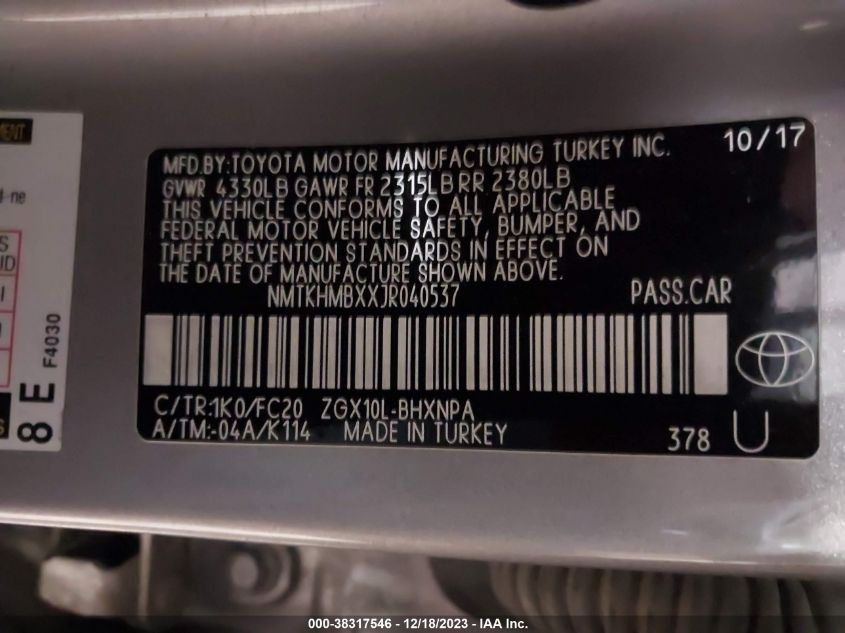 MENT
d-ne
S
ID
I
S
8 E
F4030
MFD.BY:TOYOTA MOTOR MANUFACTURING TURKEY INC. 10/17
GVWR 4330LB GAWR FR 2315LB RR 2380LB
THIS VEHICLE CONFORMS TO ALL APPLICABLE
FEDERAL MOTOR VEHICLE SAFETY, BUMPER, AND
THEFT PREVENTION STANDARDS IN EFFECT ON
THE DATE OF MANUFACTURE SHOWN ABOVE.
NMTKHMBXXJR040537 PASS.CAR
C/TR:1K0/FC20 ZGX10L-BHXNPA
A/TM:-04A/K114 MADE IN TURKEY 378 U
000-38317546 - 12/18/2023 - IAA Inc.